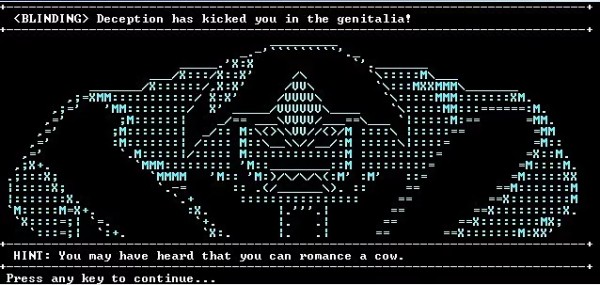 <BLINDING> Deception has kicked you in the genitalia!
HINT: You may have heard that you can romance a cow.
Press any key to continue...